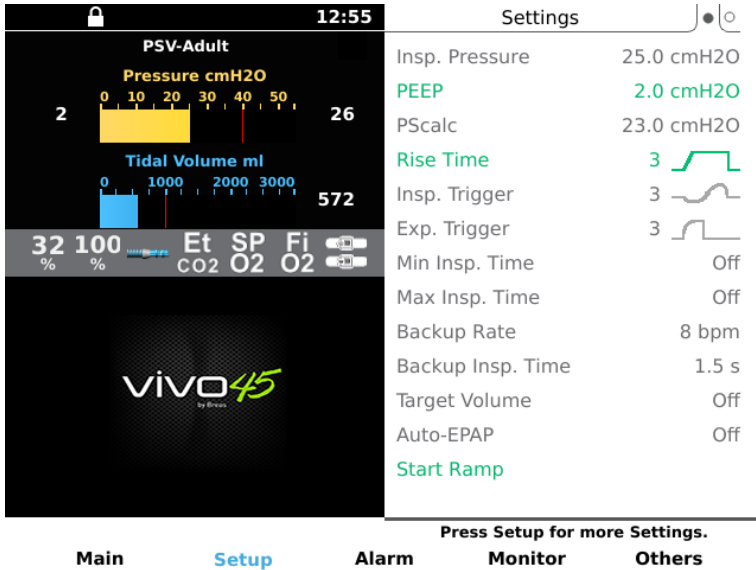 12:55
PSV-Adult
Pressure cmH2O
0 10 20 30 40 50
2
26
Tidal Volume ml
0 1000 2000 3000
572
32 100 Et SP Fi
% % CO2 O2 O2
vivo45
by Breas
Settings
Insp. Pressure 25.0 cmH2O
PEEP 2.0 cmH2O
PScalc 23.0 cmH2O
Rise Time 3
Insp. Trigger 3
Exp. Trigger 3
Min Insp. Time Off
Max Insp. Time Off
Backup Rate 8 bpm
Backup Insp. Time 1.5 s
Target Volume Off
Auto-EPAP Off
Start Ramp
Press Setup for more Settings.
Main Setup Alarm Monitor Others